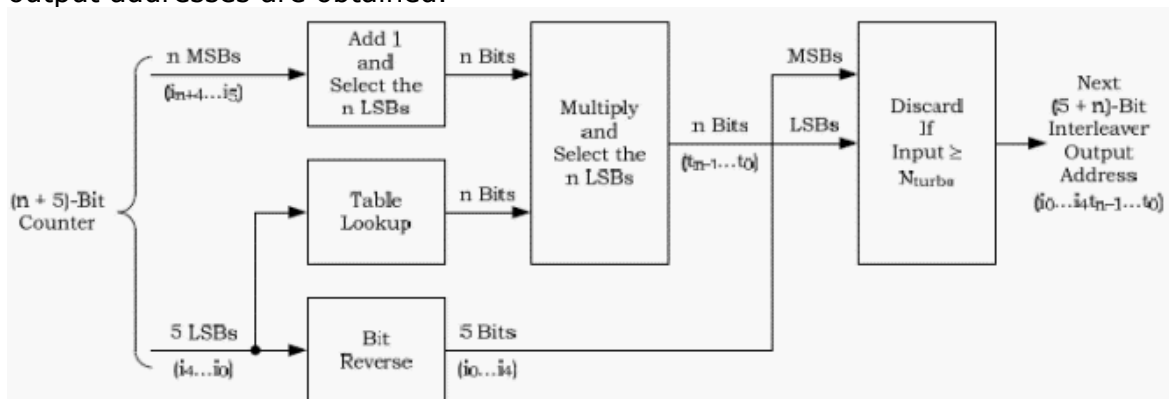 output addresses are obtained.
n MSBs
(in+4...i5)
Add 1
and
Select the
n LSBs
n Bits
Multiply
and
Select the
n LSBs
n Bits
(tn-1...t0)
MSBs
LSBs
Discard
If
Input ≥
Nturbo
Next
(5 + n)-Bit
Interleaver
Output
Address
(i0...i4tn-1...t0)
(n + 5)-Bit
Counter
Table
Lookup
n Bits
5 LSBs
(i4...i0)
Bit
Reverse
5 Bits
(i0...i4)